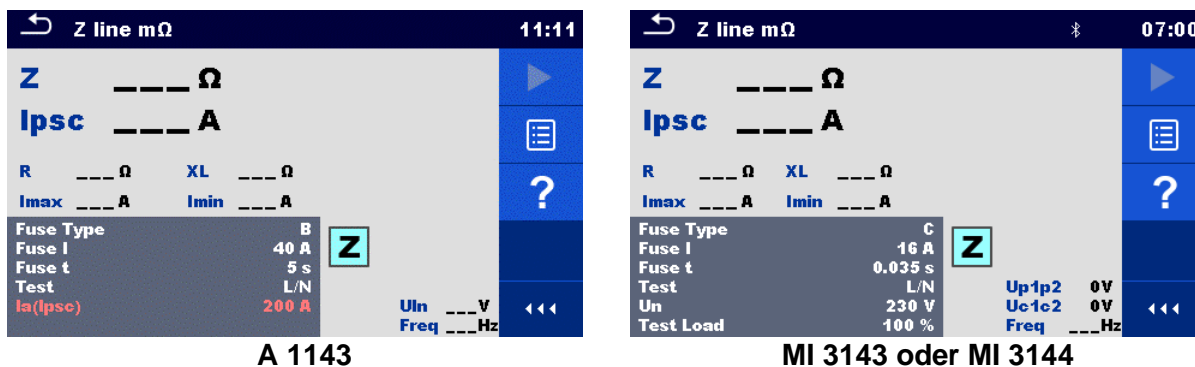 Z line mΩ 11:11
Z ___ Ω
Ipsc ___ A
R ___ Ω XL ___ Ω
Imax ___ A Imin ___ A
Fuse Type B
Fuse I 40 A
Fuse t 5 s
Test L/N
Ia(Ipsc) 200 A
Z
Uln ___V
Freq ___Hz
?
A 1143
Z line mΩ 07:00
Z ___ Ω
Ipsc ___ A
R ___ Ω XL ___ Ω
Imax ___ A Imin ___ A
Fuse Type C
Fuse I 16 A
Fuse t 0.035 s
Test L/N
Un 230 V
Test Load 100 %
Z
Up1p2 0V
Uc1c2 0V
Freq ___Hz
?
MI 3143 oder MI 3144